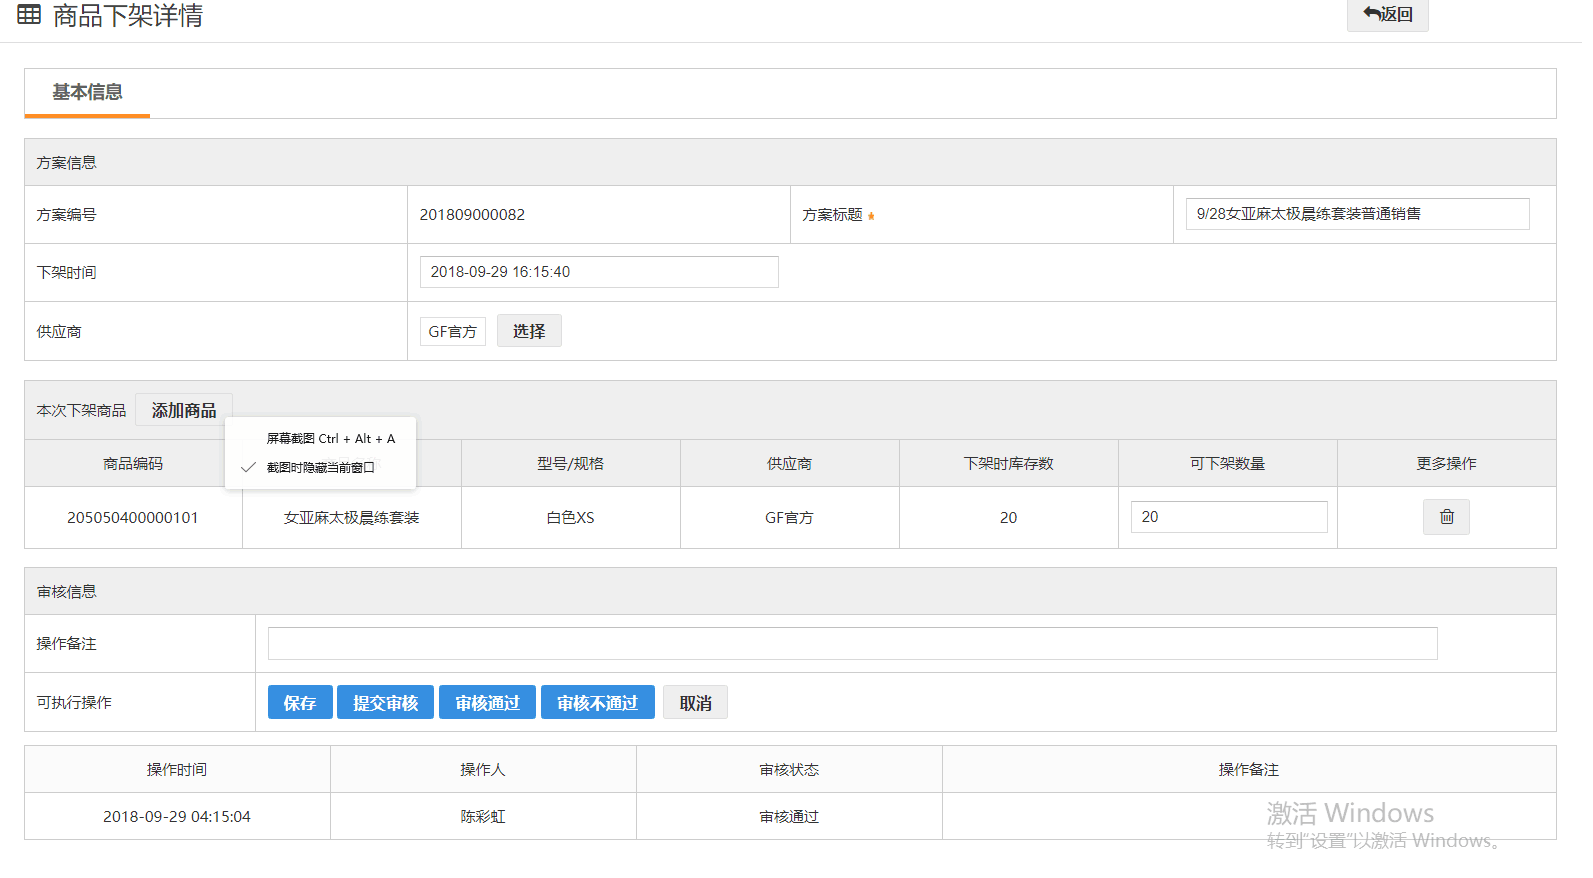 商品下架详情
返回
基本信息
方案信息
方案编号 201809000082 方案标题 9/28女亚麻太极晨练套装普通销售
下架时间 2018-09-29 16:15:40
供应商 GF官方 选择
本次下架商品 添加商品
屏幕截图 Ctrl + Alt + A
截图时隐藏当前窗口
商品编码 型号/规格 供应商 下架时库存数 可下架数量 更多操作
205050400000101 女亚麻太极晨练套装 白色XS GF官方 20 20
审核信息
操作备注
可执行操作 保存 提交审核 审核通过 审核不通过 取消
操作时间 操作人 审核状态 操作备注
2018-09-29 04:15:04 陈彩虹 审核通过
激活 Windows
转到“设置”以激活 Windows。